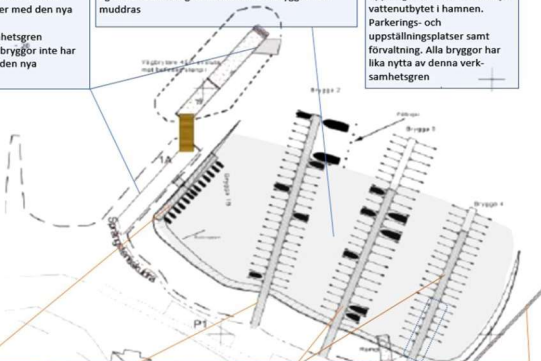 er med den nya
hetsgren
bryggor inte har
den nya
muddras
vattenutbytet i hamnen.
Parkerings- och
uppställningsplatser samt
förvaltning. Alla bryggor har
lika nytta av denna verk-
samhetsgren
Brygga 2
Brygga 3
Brygga 4
1A
Brygga 1B
P1